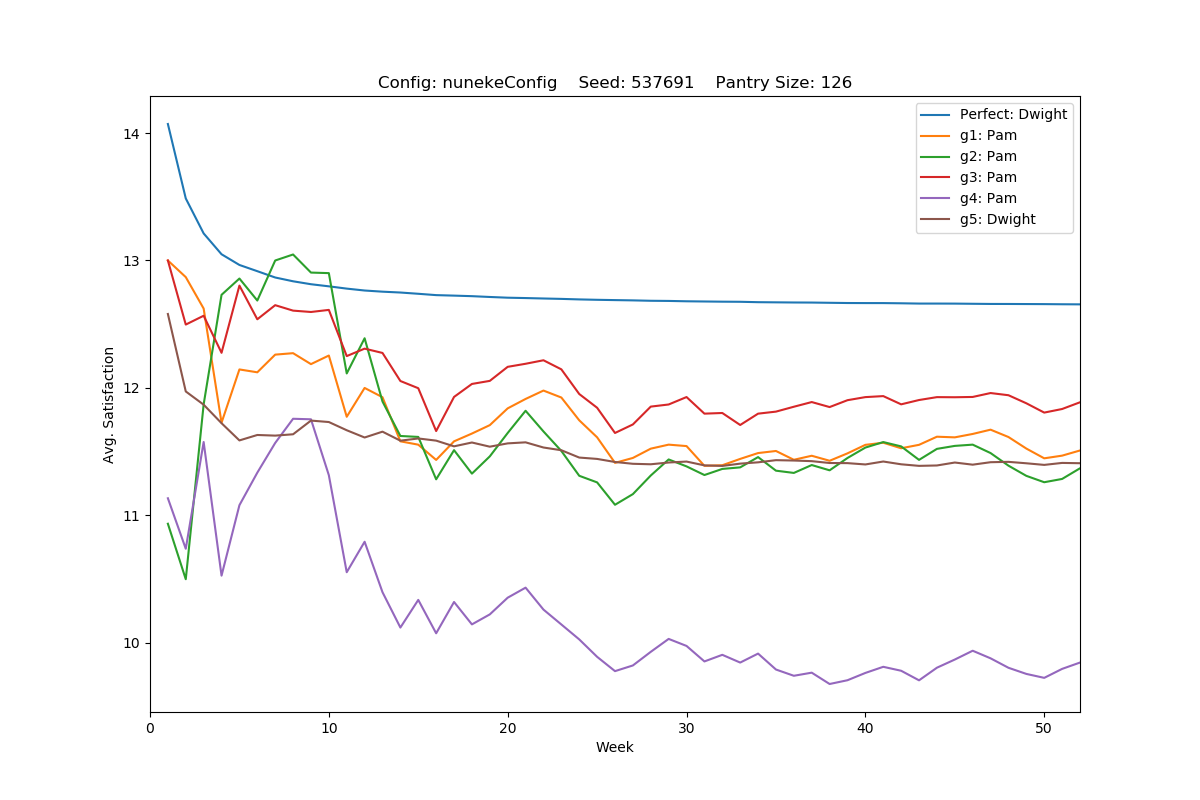 Config: nunekeConfig    Seed: 537691    Pantry Size: 126
Perfect: Dwight
g1: Pam
g2: Pam
g3: Pam
g4: Pam
g5: Dwight
Avg. Satisfaction
14
13
12
11
10
0 10 20 30 40 50
Week